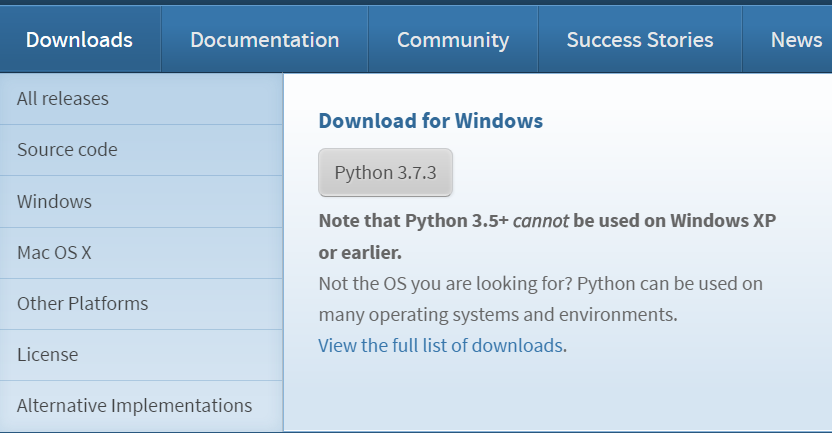 Downloads Documentation Community Success Stories News
All releases
Source code
Windows
Mac OS X
Other Platforms
License
Alternative Implementations
Download for Windows
Python 3.7.3
Note that Python 3.5+ cannot be used on Windows XP
or earlier.
Not the OS you are looking for? Python can be used on
many operating systems and environments.
View the full list of downloads.